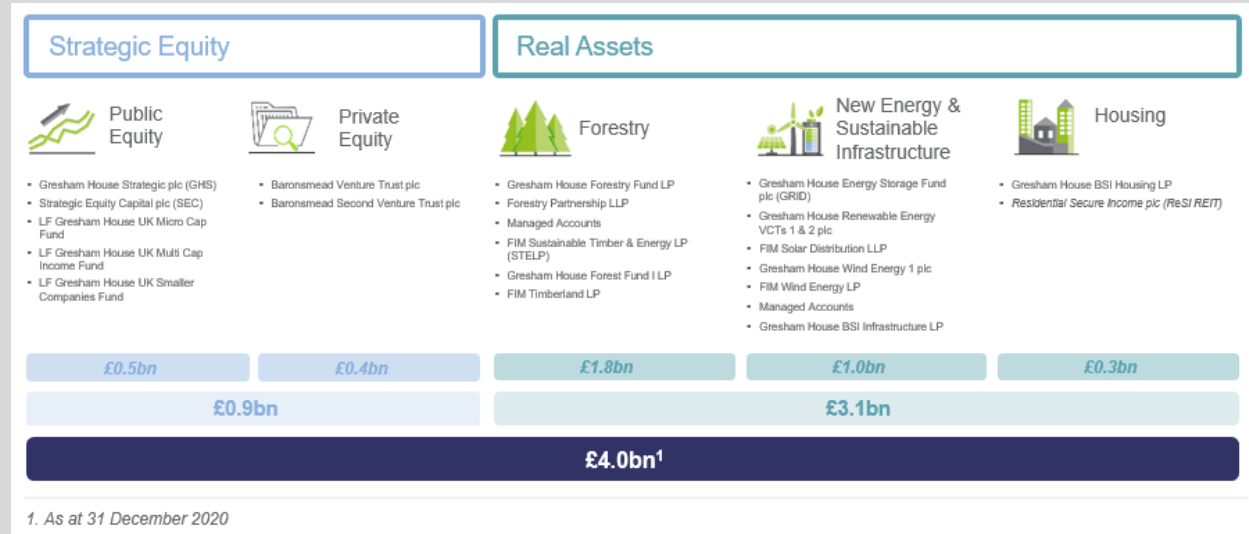 Strategic Equity
Real Assets
Public
Equity
Private
Equity
Forestry
New Energy &
Sustainable
Infrastructure
Housing
▪ Gresham House Strategic plc (GHS)
▪ Strategic Equity Capital plc (SEC)
▪ LF Gresham House UK Micro Cap
Fund
▪ LF Gresham House UK Multi Cap
Income Fund
▪ LF Gresham House UK Smaller
Companies Fund
▪ Baronsmead Venture Trust plc
▪ Baronsmead Second Venture Trust plc
▪ Gresham House Forestry Fund LP
▪ Forestry Partnership LLP
▪ Managed Accounts
▪ FIM Sustainable Timber & Energy LP
(STELP)
▪ Gresham House Forest Fund I LP
▪ FIM Timberland LP
▪ Gresham House Energy Storage Fund
plc (GRID)
▪ Gresham House Renewable Energy
VCTs 1 & 2 plc
▪ FIM Solar Distribution LLP
▪ Gresham House Wind Energy 1 plc
▪ FIM Wind Energy LP
▪ Managed Accounts
▪ Gresham House BSI Infrastructure LP
▪ Gresham House BSI Housing LP
▪ Residential Secure Income plc (ReSI REIT)
£0.5bn
£0.4bn
£1.8bn
£1.0bn
£0.3bn
£0.9bn
£3.1bn
£4.0bn¹
1. As at 31 December 2020